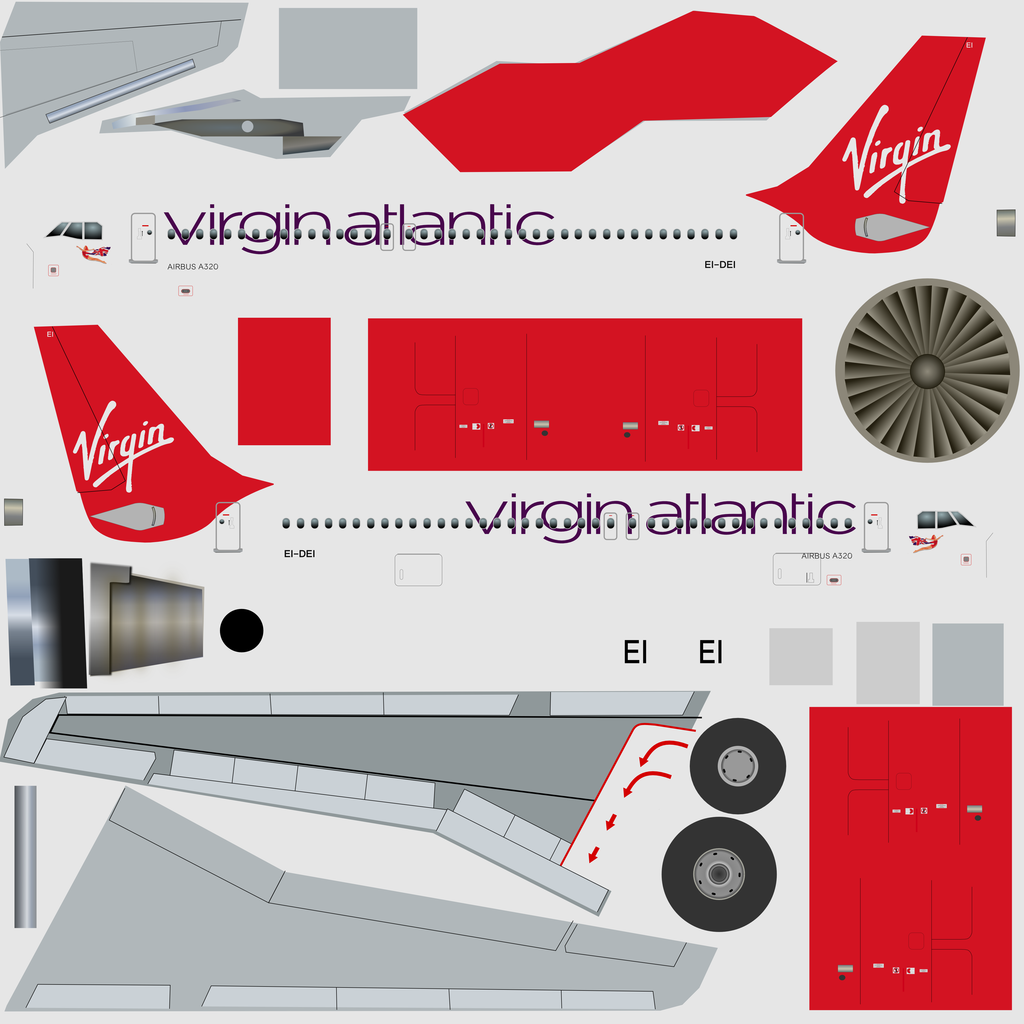 EI
Virgin
virgin atlantic
AIRBUS A320
EI-DEI
EI
Virgin
virgin atlantic
EI-DEI
AIRBUS A320
EI EI